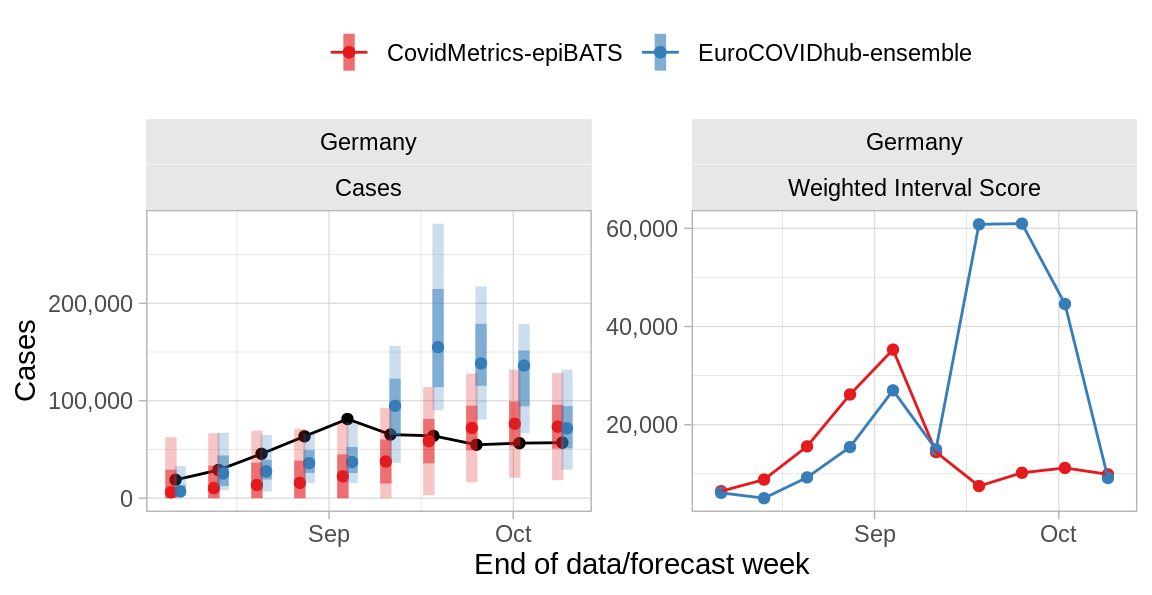 CovidMetrics-epiBATS EuroCOVIDhub-ensemble
Germany
Cases
Germany
Weighted Interval Score
Cases
200,000
100,000
0
Sep Oct
60,000
40,000
20,000
Sep Oct
End of data/forecast week